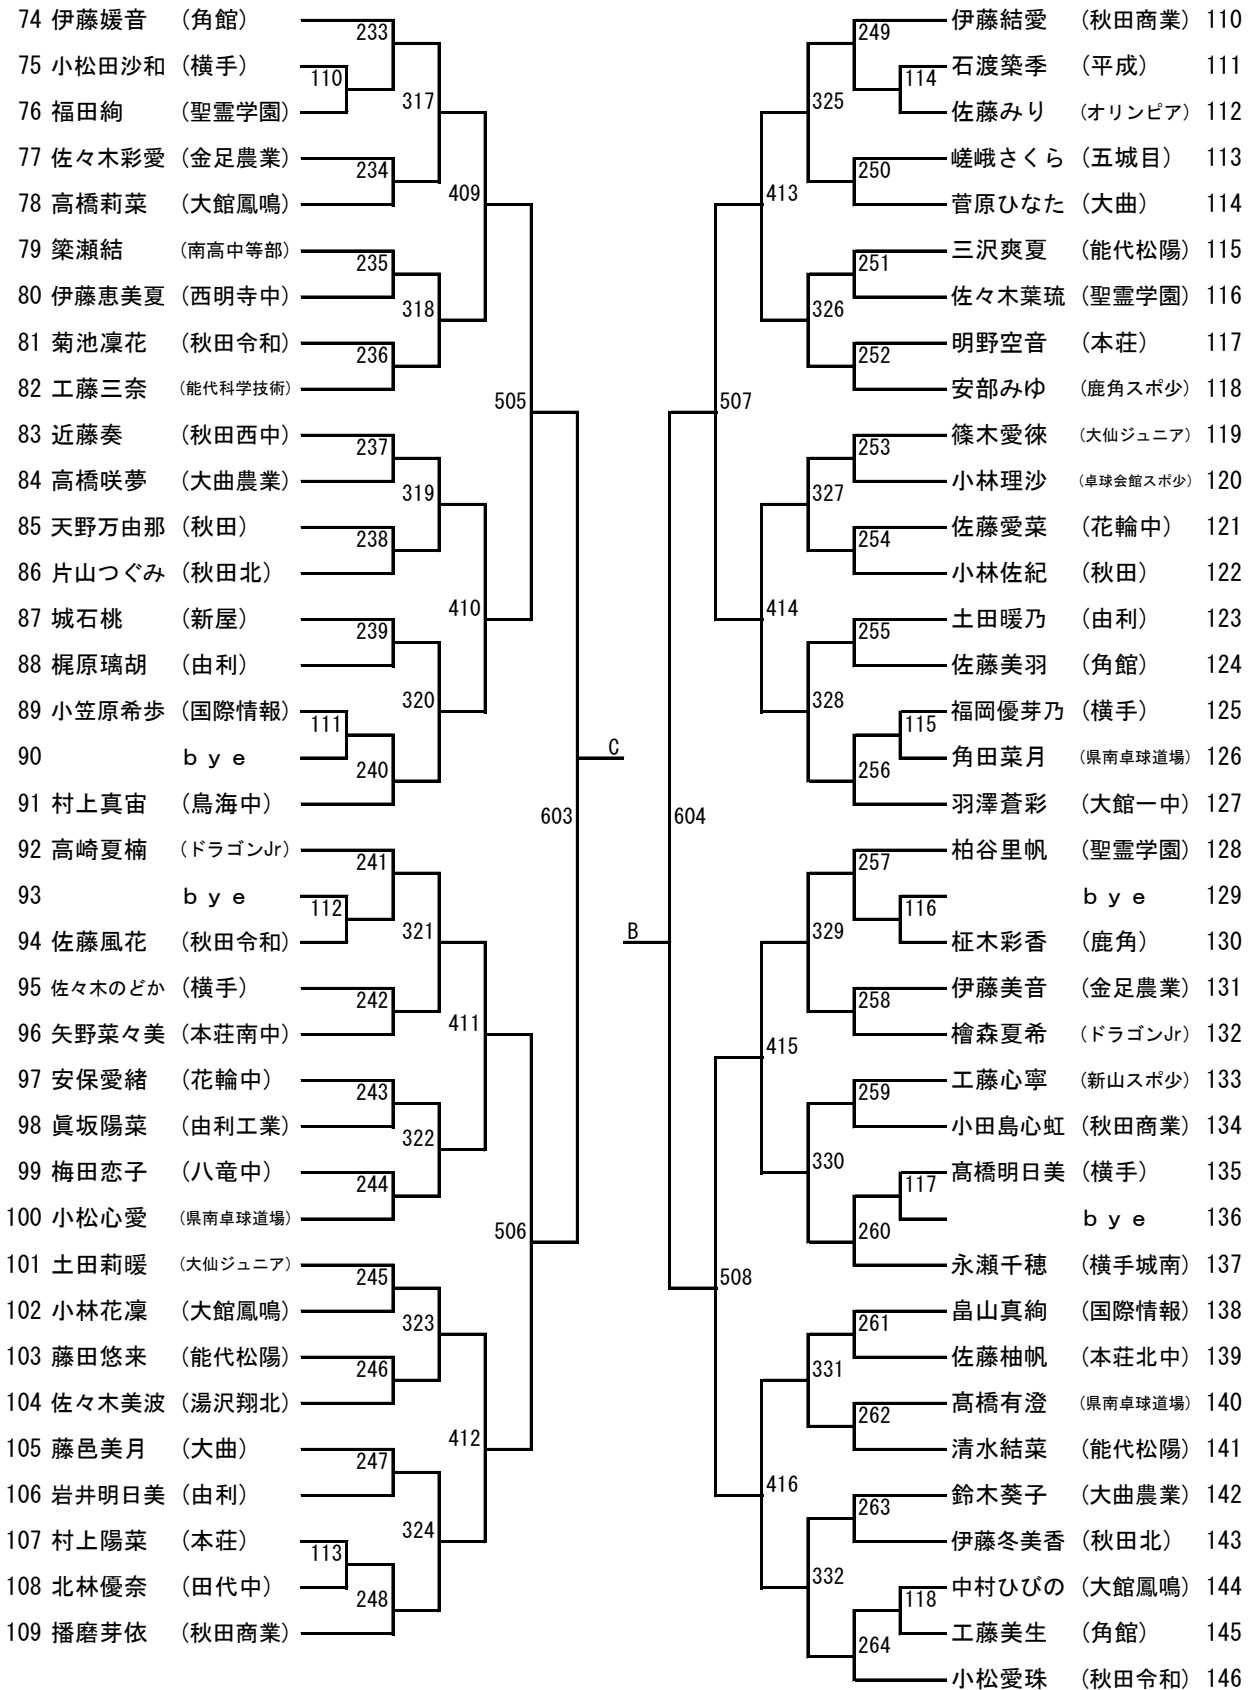 74 伊藤媛音 (角館)
75 小松田沙和 (横手)
76 福田絢 (聖霊学園)
77 佐々木彩愛 (金足農業)
78 高橋莉菜 (大館鳳鳴)
79 簗瀬結 (南高中等部)
80 伊藤恵美夏 (西明寺中)
81 菊池凜花 (秋田令和)
82 工藤三奈 (能代科学技術)
83 近藤奏 (秋田西中)
84 高橋咲夢 (大曲農業)
85 天野万由那 (秋田)
86 片山つぐみ (秋田北)
87 城石桃 (新屋)
88 梶原璃胡 (由利)
89 小笠原希歩 (国際情報)
90 ｂｙｅ
91 村上真宙 (鳥海中)
92 高崎夏楠 (ドラゴンJr)
93 ｂｙｅ
94 佐藤風花 (秋田令和)
95 佐々木のどか (横手)
96 矢野菜々美 (本荘南中)
97 安保愛緒 (花輪中)
98 眞坂陽菜 (由利工業)
99 梅田恋子 (八竜中)
100 小松心愛 (県南卓球道場)
101 土田莉暖 (大仙ジュニア)
102 小林花凜 (大館鳳鳴)
103 藤田悠来 (能代松陽)
104 佐々木美波 (湯沢翔北)
105 藤邑美月 (大曲)
106 岩井明日美 (由利)
107 村上陽菜 (本荘)
108 北林優奈 (田代中)
109 播磨芽依 (秋田商業)
110
111
112
113
233
234
235
236
237
238
239
240
241
242
243
244
245
246
247
248
317
318
319
320
321
322
323
324
409
410
411
412
505
506
603
C
B
604
507
508
413
414
415
416
325
326
327
328
329
330
331
332
249
250
251
252
253
254
255
256
257
258
259
260
261
262
263
264
114
115
116
117
118
伊藤結愛 (秋田商業) 110
石渡築季 (平成) 111
佐藤みり (オリンピア) 112
嵯峨さくら (五城目) 113
菅原ひなた (大曲) 114
三沢爽夏 (能代松陽) 115
佐々木葉琉 (聖霊学園) 116
明野空音 (本荘) 117
安部みゆ (鹿角スポ少) 118
篠木愛徠 (大仙ジュニア) 119
小林理沙 (卓球会館スポ少) 120
佐藤愛菜 (花輪中) 121
小林佐紀 (秋田) 122
土田暖乃 (由利) 123
佐藤美羽 (角館) 124
福岡優芽乃 (横手) 125
角田菜月 (県南卓球道場) 126
羽澤蒼彩 (大館一中) 127
柏谷里帆 (聖霊学園) 128
ｂｙｅ 129
柾木彩香 (鹿角) 130
伊藤美音 (金足農業) 131
檜森夏希 (ドラゴンJr) 132
工藤心寧 (新山スポ少) 133
小田島心虹 (秋田商業) 134
髙橋明日美 (横手) 135
ｂｙｅ 136
永瀬千穂 (横手城南) 137
畠山真絢 (国際情報) 138
佐藤柚帆 (本荘北中) 139
髙橋有澄 (県南卓球道場) 140
清水結菜 (能代松陽) 141
鈴木葵子 (大曲農業) 142
伊藤冬美香 (秋田北) 143
中村ひびの (大館鳳鳴) 144
工藤美生 (角館) 145
小松愛珠 (秋田令和) 146